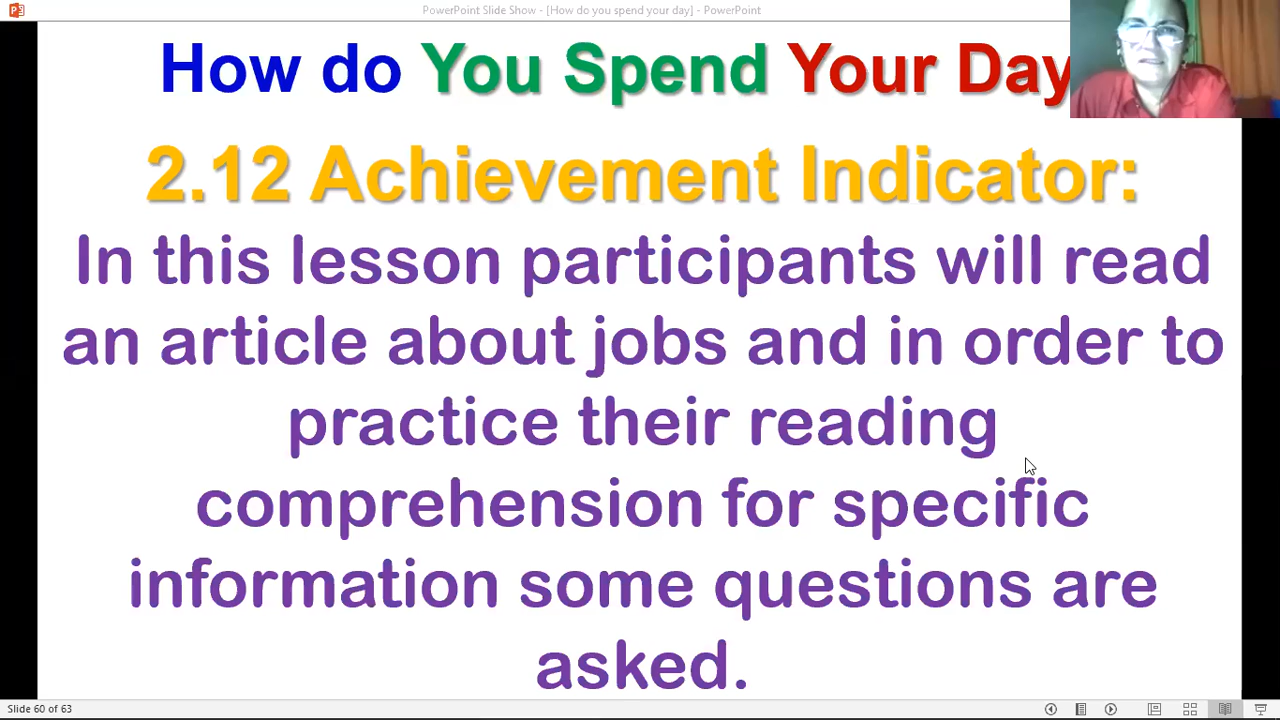 PowerPoint Slide Show - [How do you spend your day] - PowerPoint
How do You Spend Your Day
2.12 Achievement Indicator:
In this lesson participants will read
an article about jobs and in order to
practice their reading
comprehension for specific
information some questions are
asked.
Slide 60 of 63